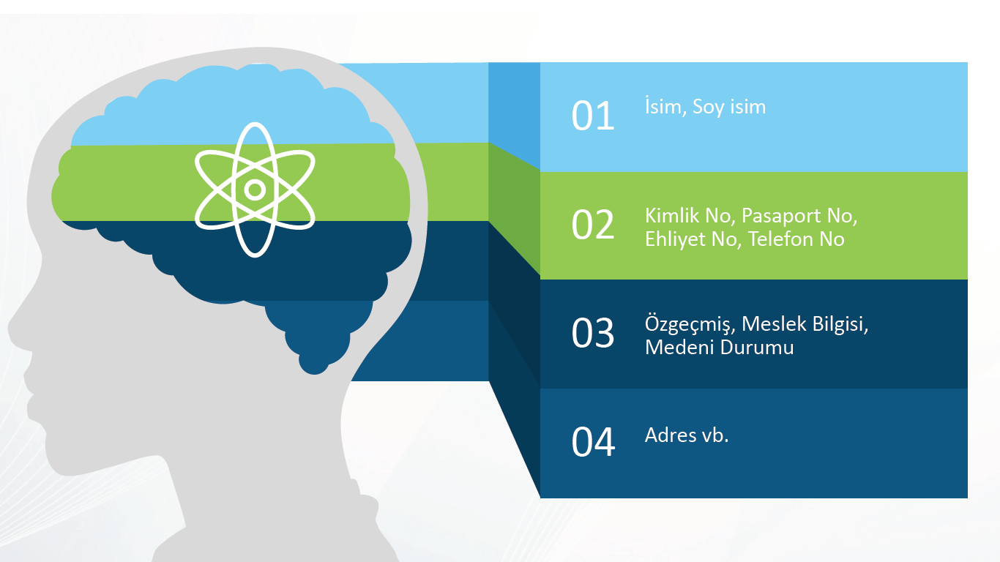 01 İsim, Soy isim
02 Kimlik No, Pasaport No,
Ehliyet No, Telefon No
03 Özgeçmiş, Meslek Bilgisi,
Medeni Durumu
04 Adres vb.